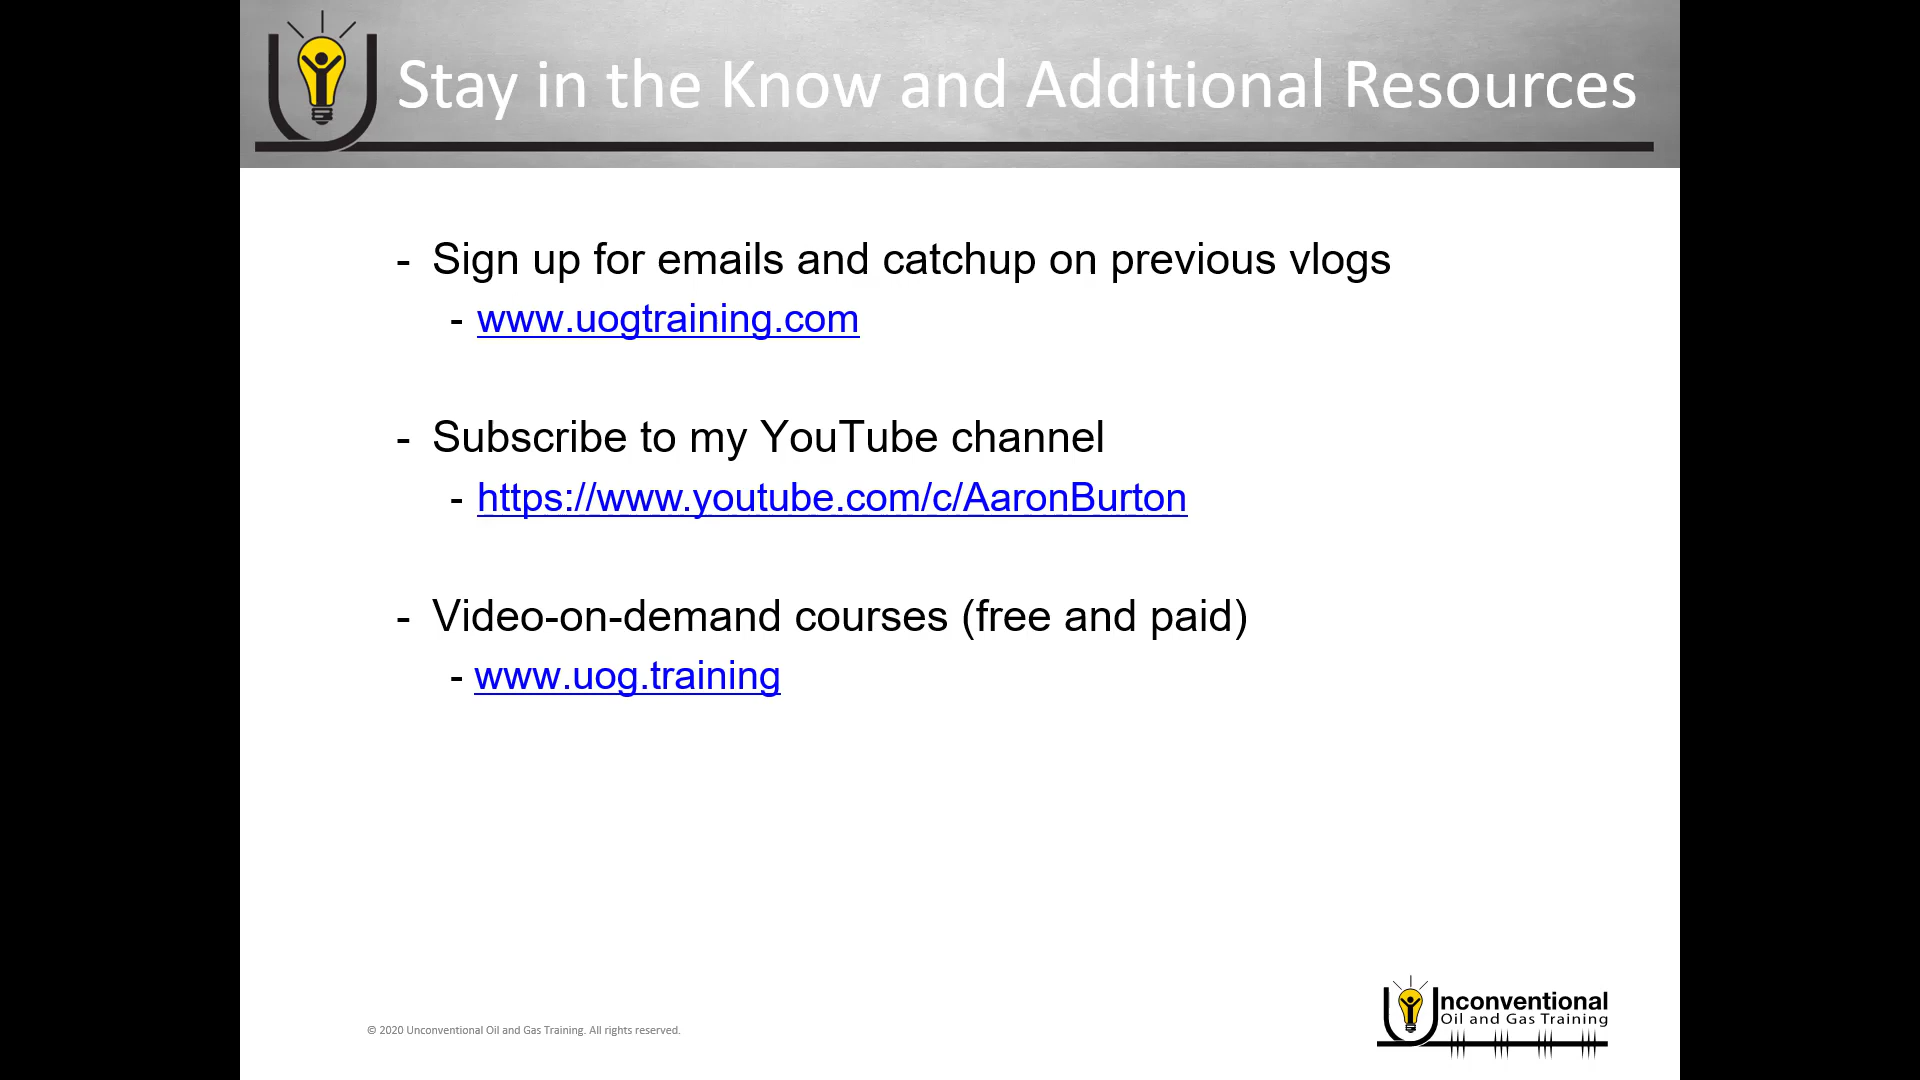 Stay in the Know and Additional Resources
- Sign up for emails and catchup on previous vlogs
- www.uogtraining.com
- Subscribe to my YouTube channel
- https://www.youtube.com/c/AaronBurton
- Video-on-demand courses (free and paid)
- www.uog.training
© 2020 Unconventional Oil and Gas Training. All rights reserved.
Unconventional
Oil and Gas Training